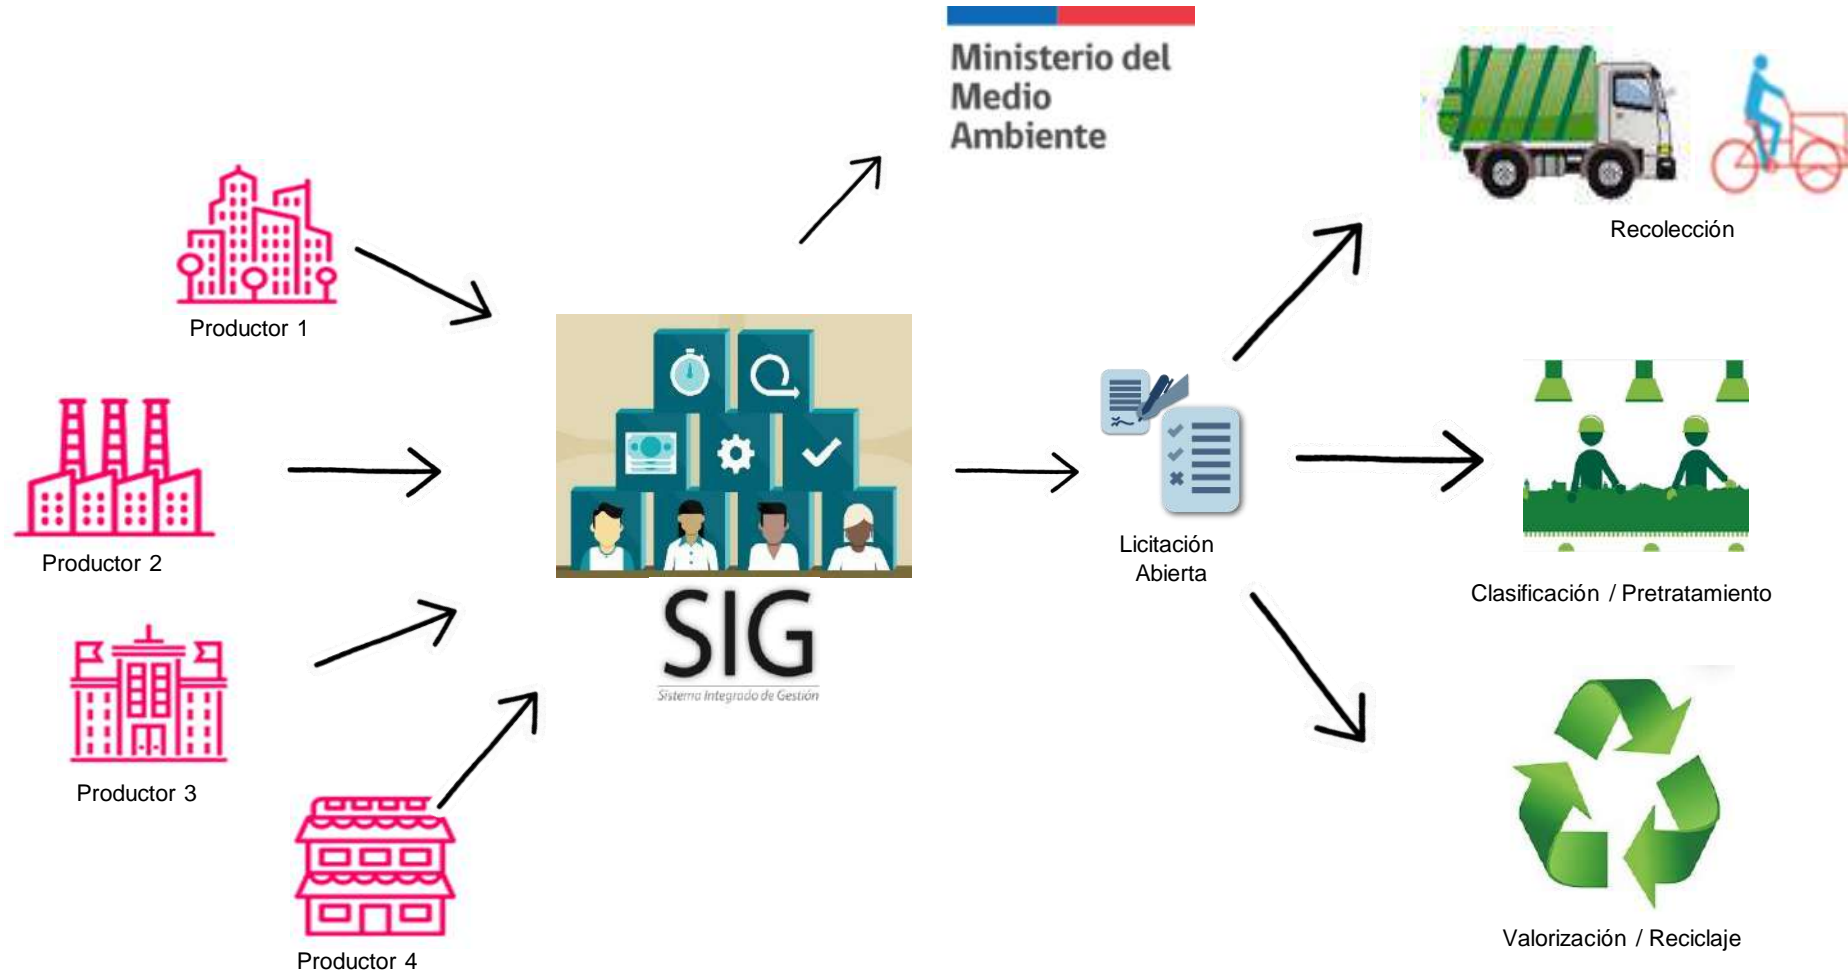 Ministerio del
Medio
Ambiente
Recolección
Productor 1
Productor 2
Licitación
Abierta
Clasificación / Pretratamiento
SIG
Sistema Integrado de Gestión
Productor 3
Valorización / Reciclaje
Productor 4